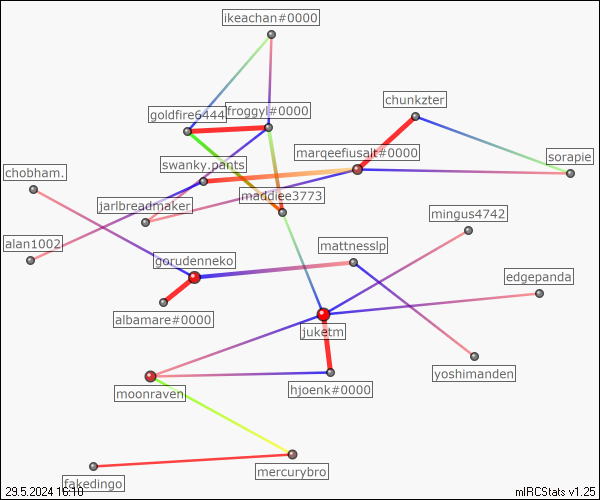 ikeachan#0000
chunkzter
goldfire6444
froggyl#0000
marqeefiusalt#0000
sorapie
swanky.pants
chobham.
maddiee3773
jarlbreadmaker
mingus4742
alan1002
mattnesslp
gorudenneko
edgepanda
albamare#0000
juketm
yoshimanden
moonraven
hjoenk#0000
mercurybro
fakedingo
29.5.2024 16:10
mIRCStats v1.25